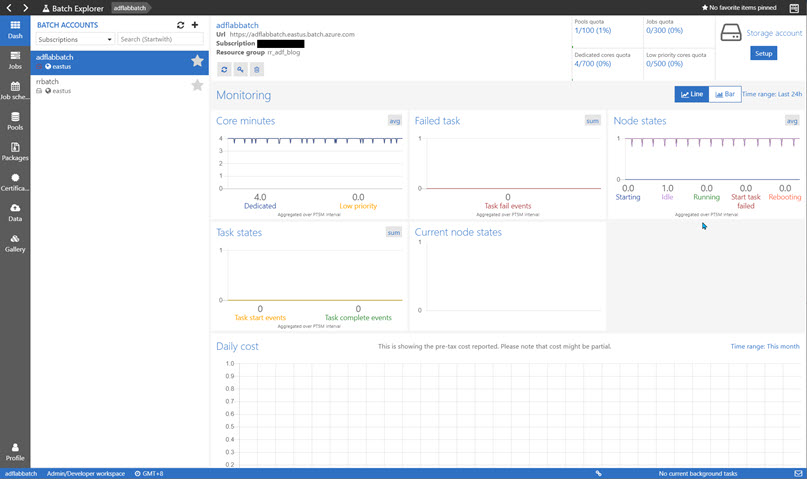 Batch Explorer
adflabbatch
No favorite items pinned
Dash
Jobs
Job sche...
Pools
Packages
Certifica...
Data
Gallery
Profile
BATCH ACCOUNTS
Subscriptions
Search (Startwith)
adflabbatch
eastus
rrbatch
eastus
adflabbatch
Url https://adflabbatch.eastus.batch.azure.com
Subscription
Resource group rr_adf_blog
Pools quota
1/100 (1%)
Jobs quota
0/300 (0%)
Dedicated cores quota
4/700 (0%)
Low priority cores quota
0/500 (0%)
Storage account
Setup
Monitoring
Line
Bar
Time range: Last 24h
Core minutes
avg
4
3
2
1
0
4.0
Dedicated
0.0
Low priority
Aggregated over PT5M interval
Failed task
sum
1
0
0
Task fail events
Aggregated over PT5M interval
Node states
avg
1
0
0.0
Starting
1.0
Idle
0.0
Running
0.0
Start task
failed
0.0
Rebooting
Aggregated over PT5M interval
Task states
sum
1
0
0
Task start events
0
Task complete events
Aggregated over PT5M interval
Current node states
1
0
Daily cost
This is showing the pre-tax cost reported. Please note that cost might be partial.
Time range: This month
1.0
0.9
0.8
0.7
0.6
0.5
0.4
0.3
0.2
adflabbatch
Admin/Developer workspace
GMT+8
No current background tasks